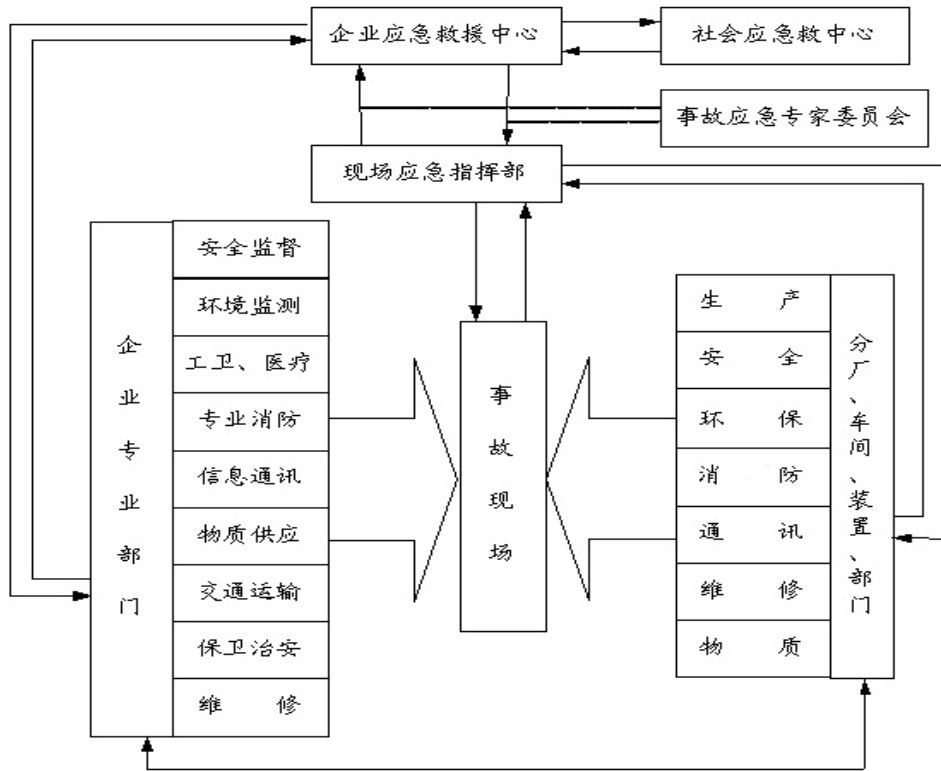 企业应急救援中心
社会应急救中心
事故应急专家委员会
现场应急指挥部
企业专业部门
安全监督
环境监测
工卫、医疗
专业消防
信息通讯
物质供应
交通运输
保卫治安
维修
事故现场
生产
安全
环保
消防
通讯
维修
物质
分厂、车间、装置、部门